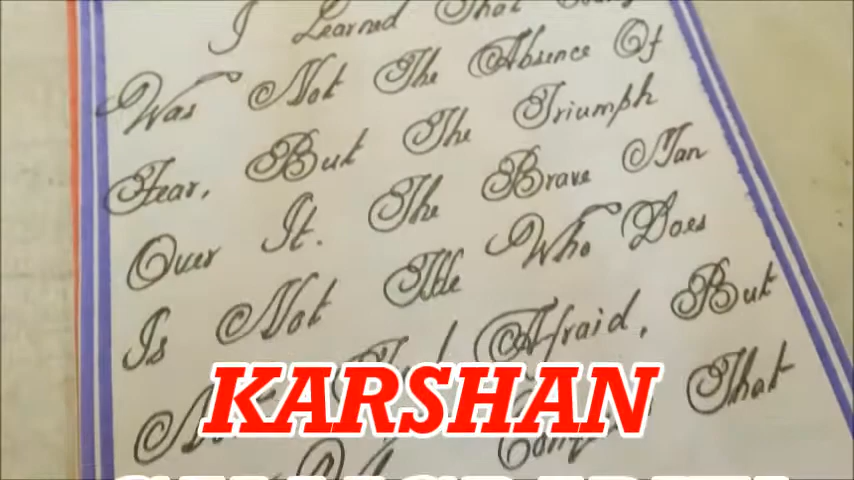 I Learned That
Was Not The Absence Of
Fear, But The Triumph
Over It. The Brave Man
Is Not He Who Does
Afraid, But
That
KARSHAN